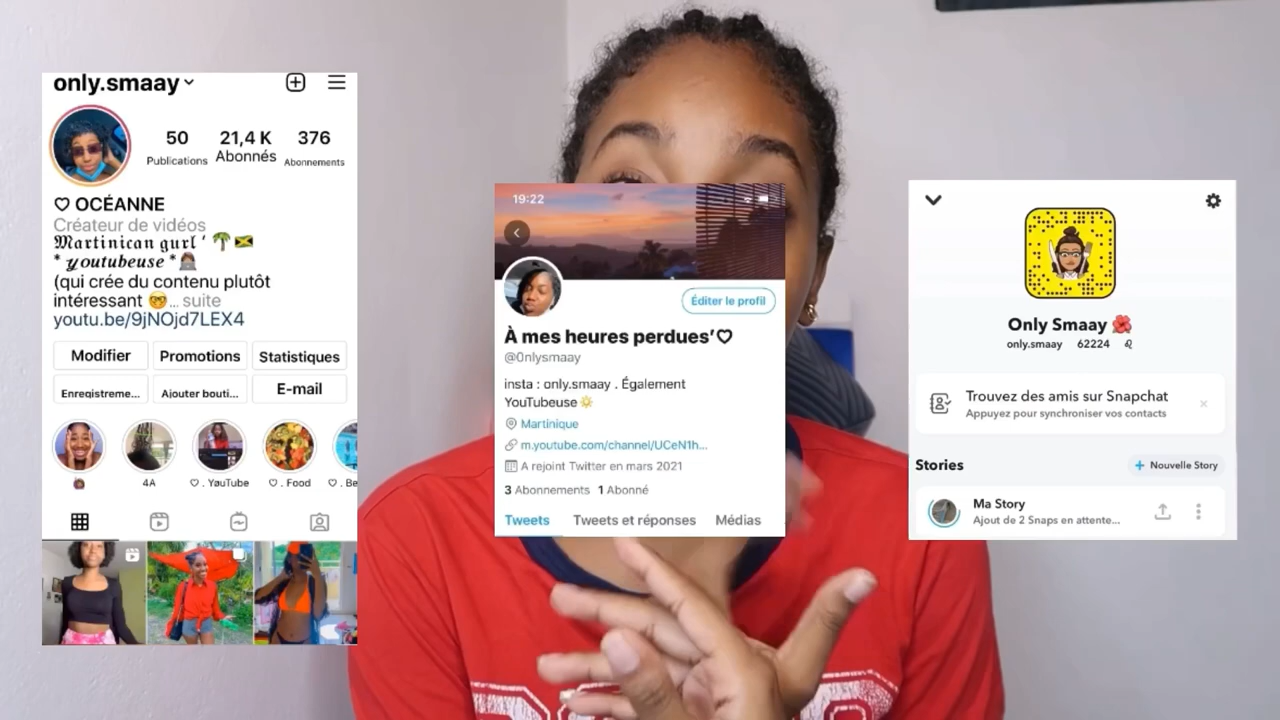 only.smaay
50 21,4 K 376
Publications Abonnés Abonnements
♡ OCÉANNE
Créateur de vidéos
𝕸𝖆𝖗𝖙𝖎𝖓𝖎𝖈𝖆𝖓 𝖌𝖚𝖗𝖑 ' 🌴🇯🇲
* 𝔂𝓸𝓾𝓽𝓾𝓫𝓮𝓾𝓼𝓮 *
(qui crée du contenu plutôt
intéressant 🤓... suite
youtu.be/9jNOjd7LEX4
Modifier Promotions Statistiques
Enregistreme... Ajouter bouti... E-mail
4A ♡ . YøuTube ♡ . Food ♡ . Be
19:22
Éditer le profil
À mes heures perdues’♡
@0nlysmaay
insta : only.smaay . Également
YouTubeuse ☀️
Martinique
m.youtube.com/channel/UCeN1h...
A rejoint Twitter en mars 2021
3 Abonnements 1 Abonné
Tweets Tweets et réponses Médias
Only Smaay 🌺
only.smaay 62224 ♌
Trouvez des amis sur Snapchat
Appuyez pour synchroniser vos contacts
Stories
+ Nouvelle Story
Ma Story
Ajout de 2 Snaps en attente...